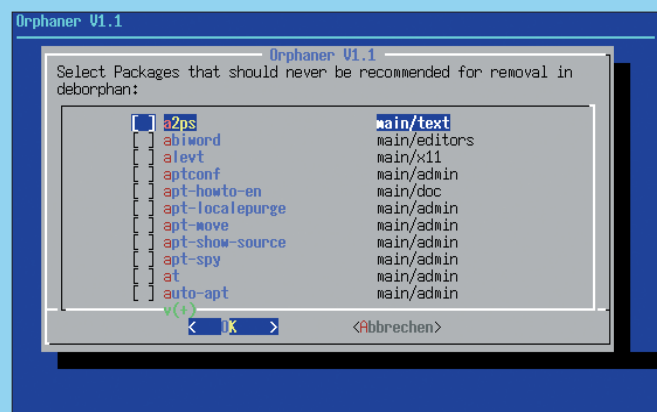 Orphaner V1.1
Orphaner V1.1
Select Packages that should never be recommended for removal in
deborphan:
[ ] a2ps main/text
[ ] abiword main/editors
[ ] alevt main/x11
[ ] aptconf main/admin
[ ] apt-howto-en main/doc
[ ] apt-localepurge main/admin
[ ] apt-move main/admin
[ ] apt-show-source main/admin
[ ] apt-spy main/admin
[ ] at main/admin
[ ] auto-apt main/admin
v(+)
< OK > <Abbrechen>